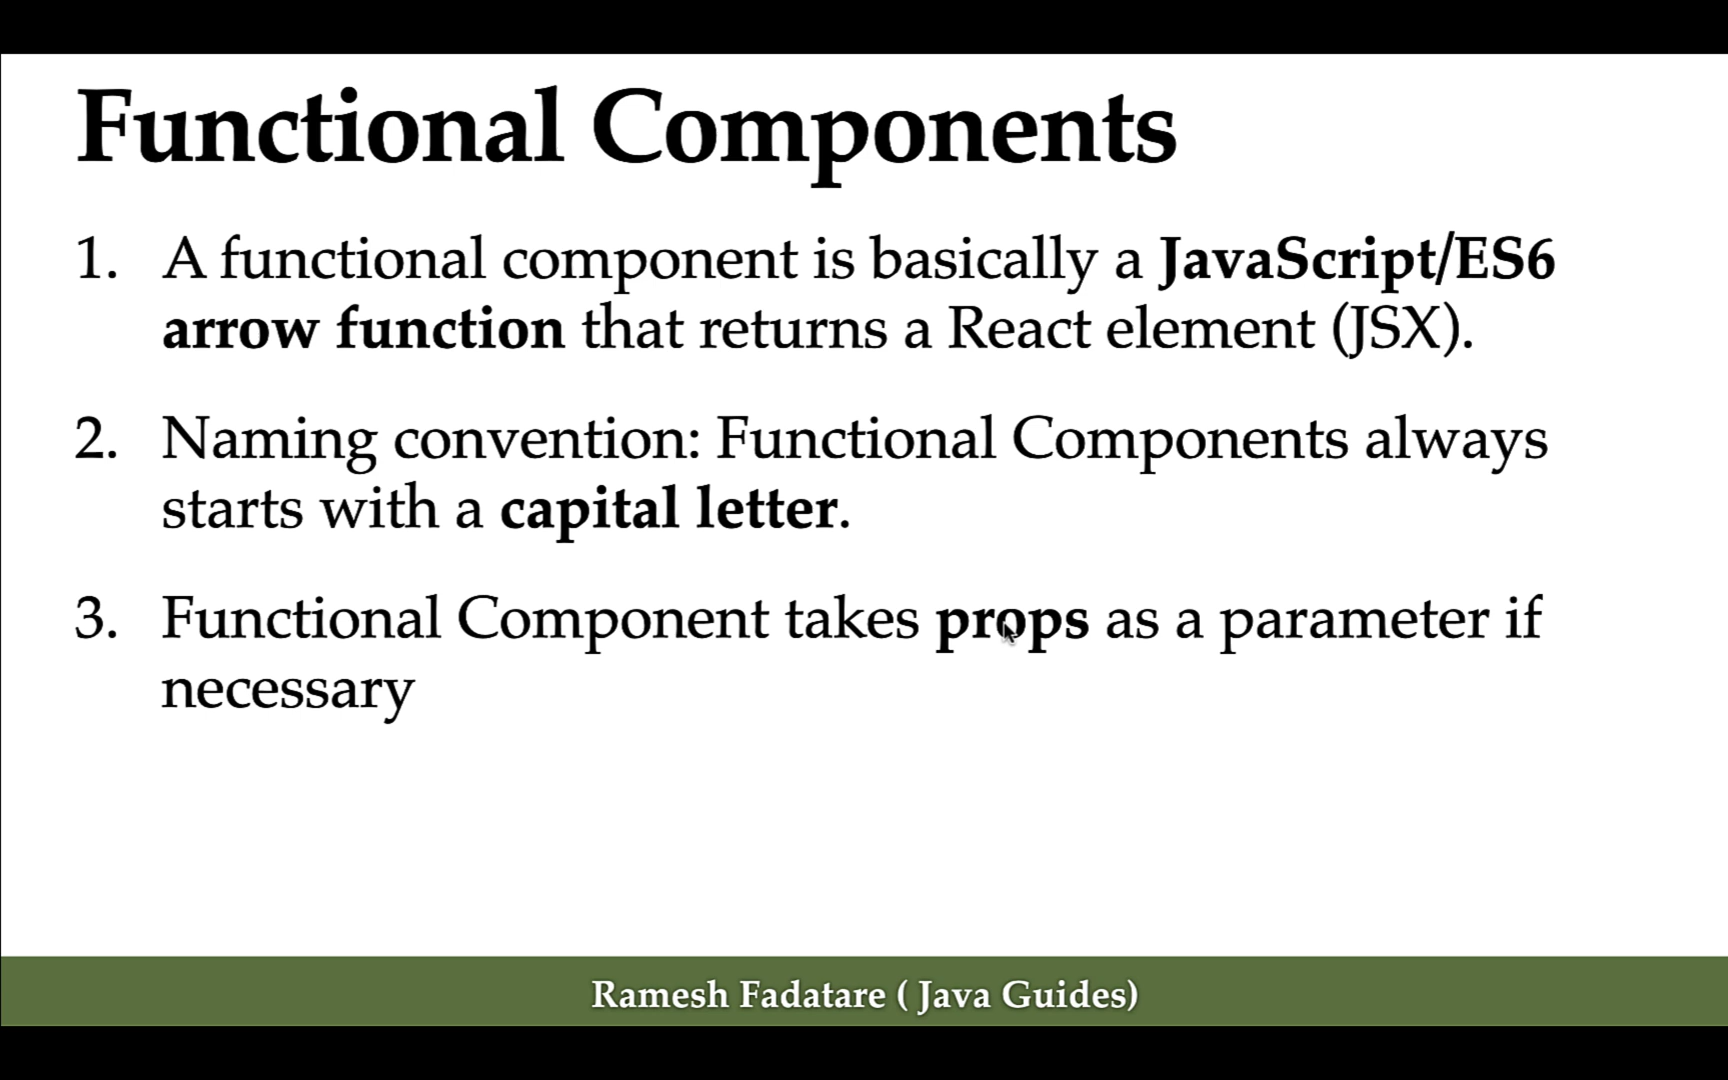 Functional Components
1. A functional component is basically a JavaScript/ES6
arrow function that returns a React element (JSX).
2. Naming convention: Functional Components always
starts with a capital letter.
3. Functional Component takes props as a parameter if
necessary
Ramesh Fadatare ( Java Guides)